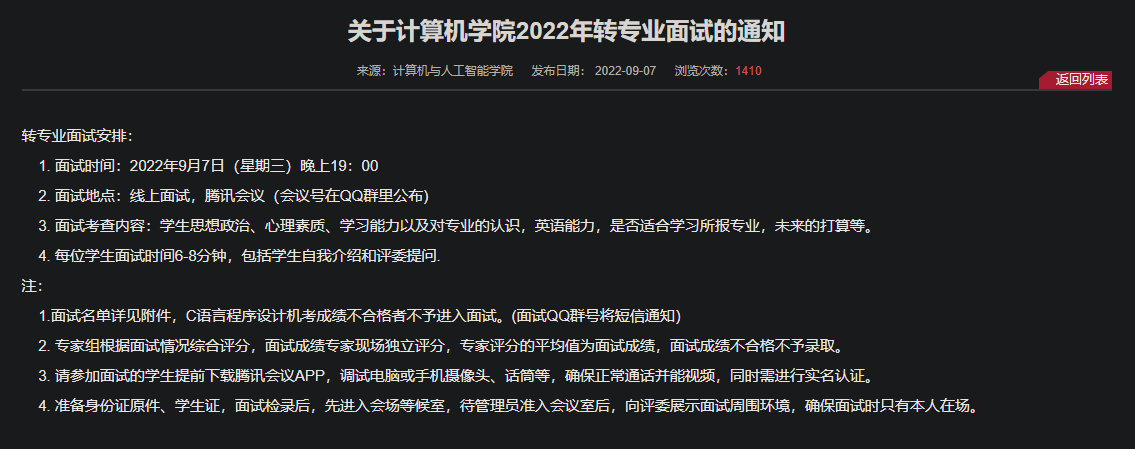 关于计算机学院2022年转专业面试的通知
来源：计算机与人工智能学院 发布日期： 2022-09-07 浏览次数：1410
返回列表
转专业面试安排：
1. 面试时间：2022年9月7日（星期三）晚上19：00
2. 面试地点：线上面试，腾讯会议（会议号在QQ群里公布）
3. 面试考查内容：学生思想政治、心理素质、学习能力以及对专业的认识，英语能力，是否适合学习所报专业，未来的打算等。
4. 每位学生面试时间6-8分钟，包括学生自我介绍和评委提问.
注：
1.面试名单详见附件，C语言程序设计机考成绩不合格者不予进入面试。(面试QQ群号将短信通知)
2. 专家组根据面试情况综合评分，面试成绩专家现场独立评分，专家评分的平均值为面试成绩，面试成绩不合格不予录取。
3. 请参加面试的学生提前下载腾讯会议APP，调试电脑或手机摄像头、话筒等，确保正常通话并能视频，同时需进行实名认证。
4. 准备身份证原件、学生证，面试检录后，先进入会场等候室，待管理员准入会议室后，向评委展示面试周围环境，确保面试时只有本人在场。